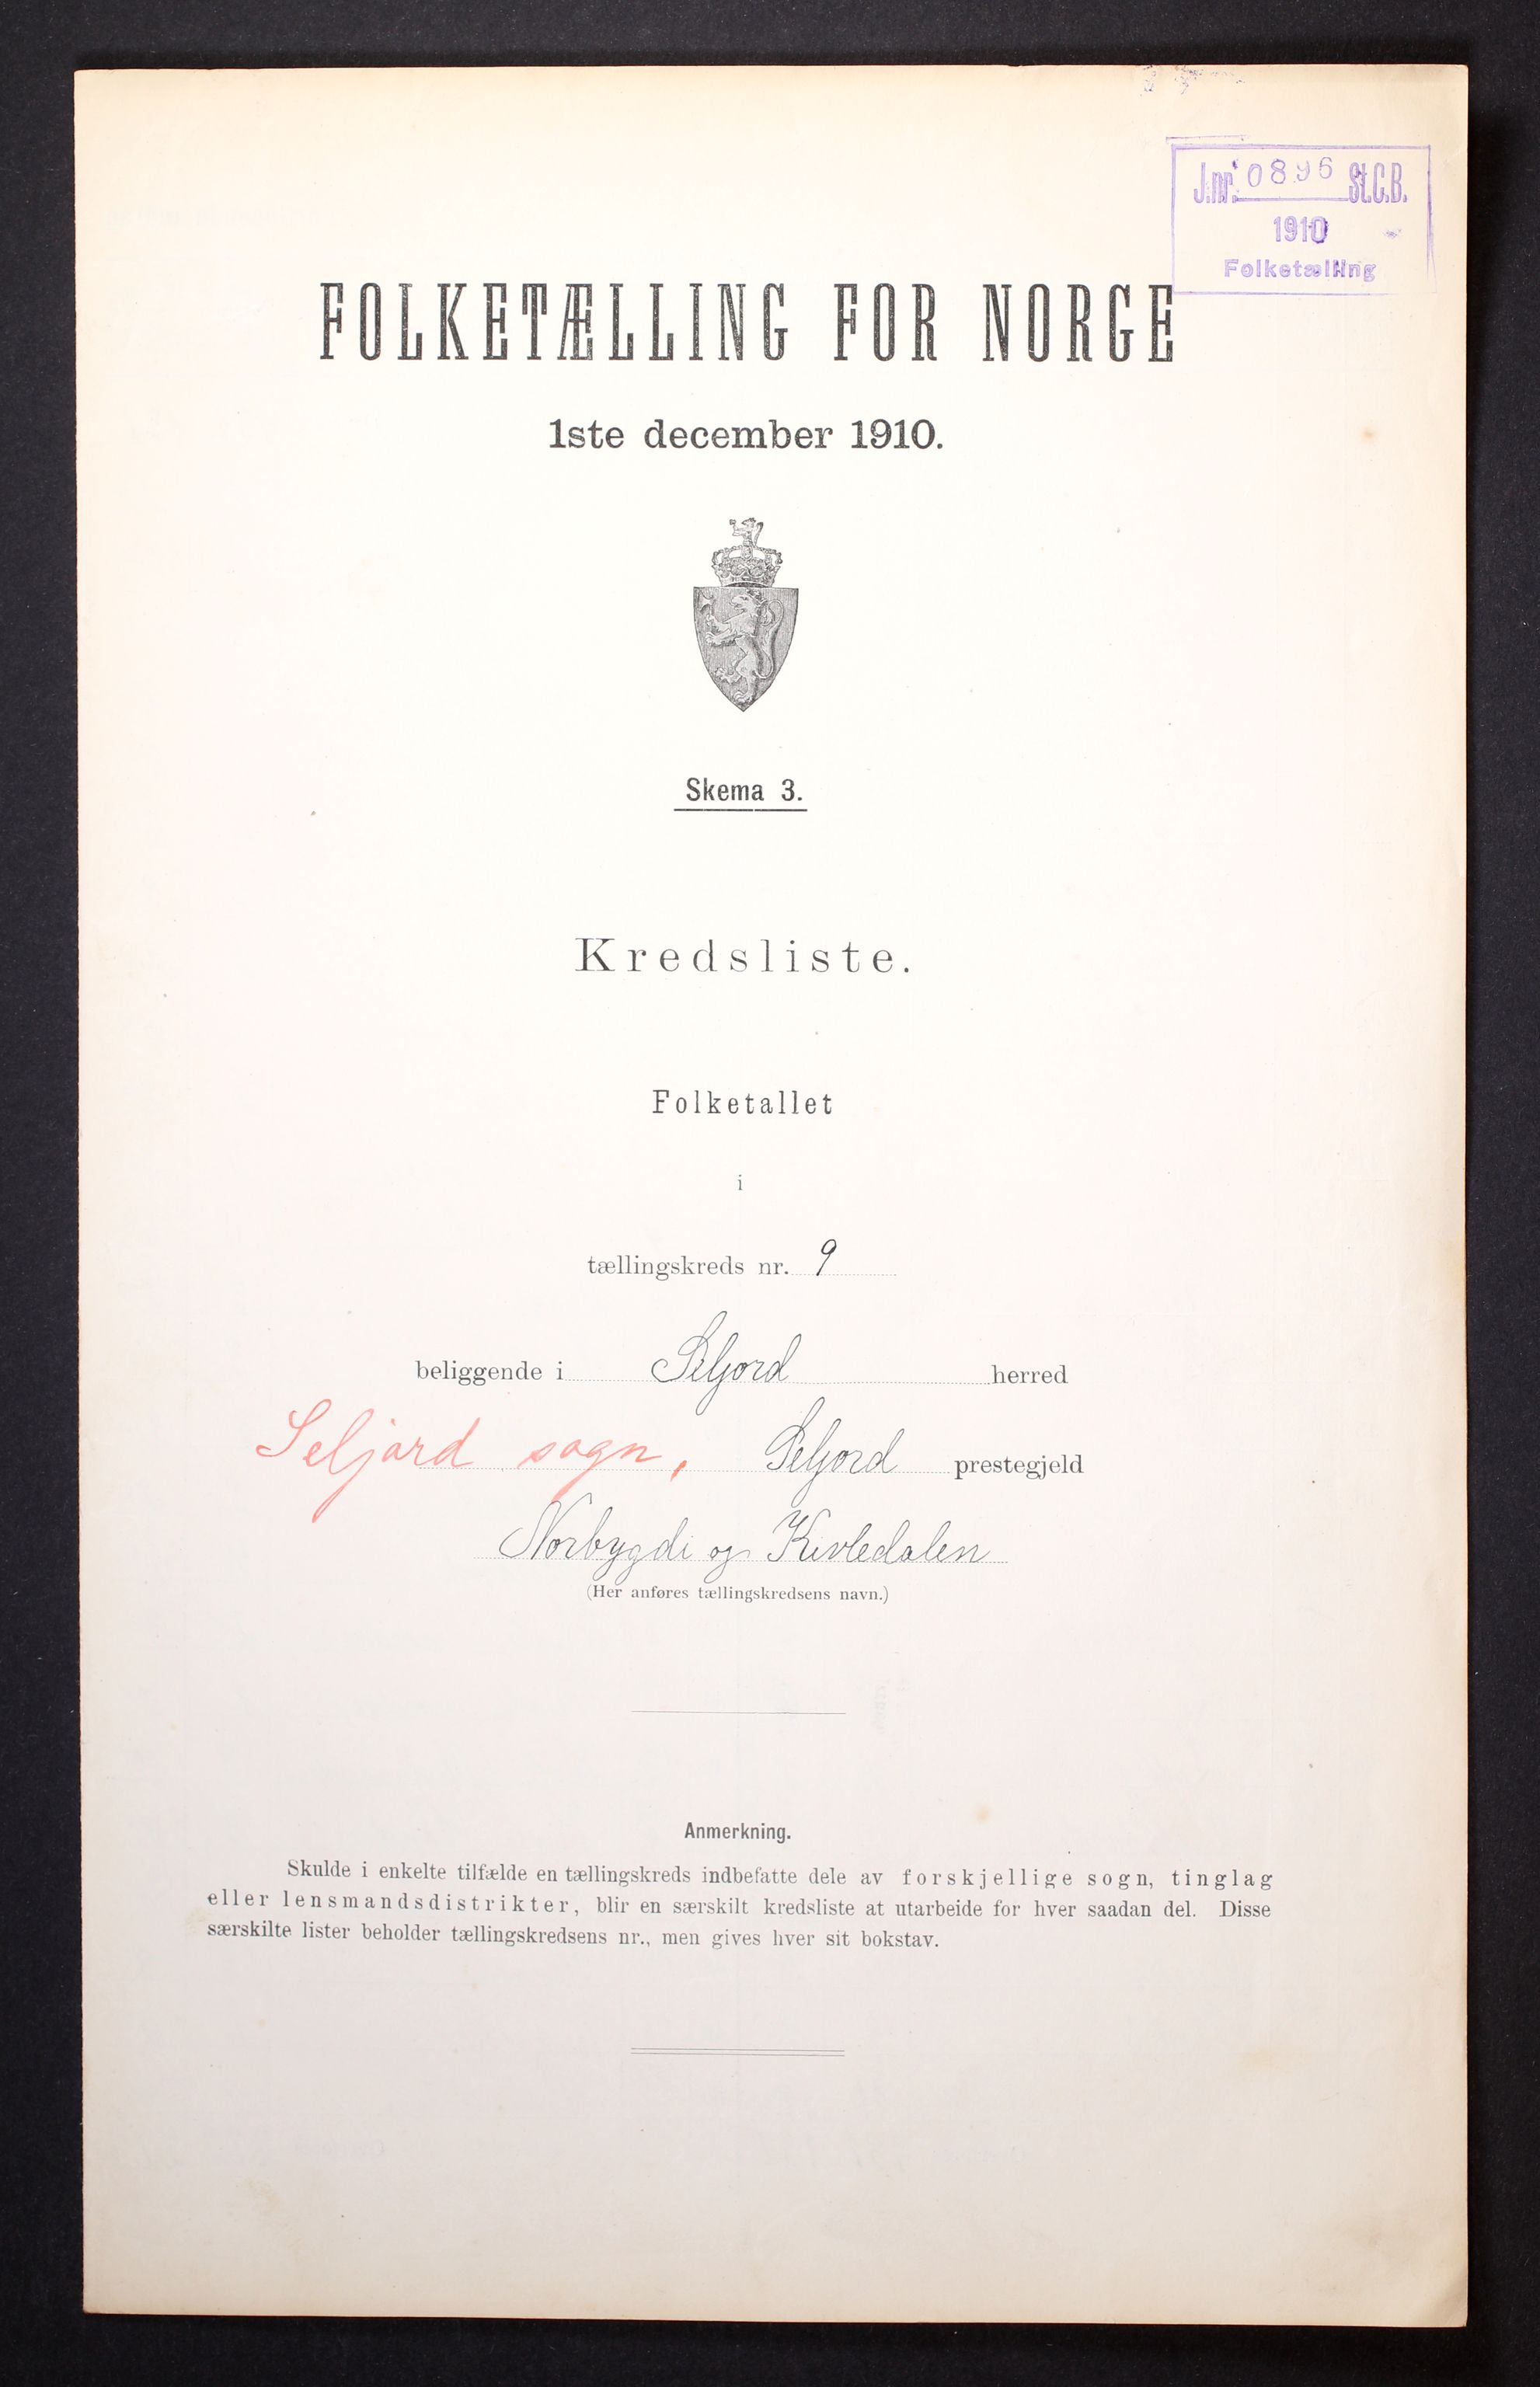 J.nr. 0896 St.C.B.
1910
Folketælling
FOLKETÆLLING FOR NORGE
1ste december 1910.
Skema 3.
Kredsliste.
Folketallet
i
tællingskreds nr. 9
beliggende i Seljord herred
Seljord sogn, Seljord prestegjeld
Norbygdi og Kivledalen
(Her anføres tællingskredsens navn.)
Anmerkning.
Skulde i enkelte tilfælde en tællingskreds indbefatte dele av forskjellige sogn, tinglag
eller lensmandsdistrikter, blir en særskilt kredsliste at utarbeide for hver saadan del. Disse
særskilte lister beholder tællingskredsens nr., men gives hver sit bokstav.